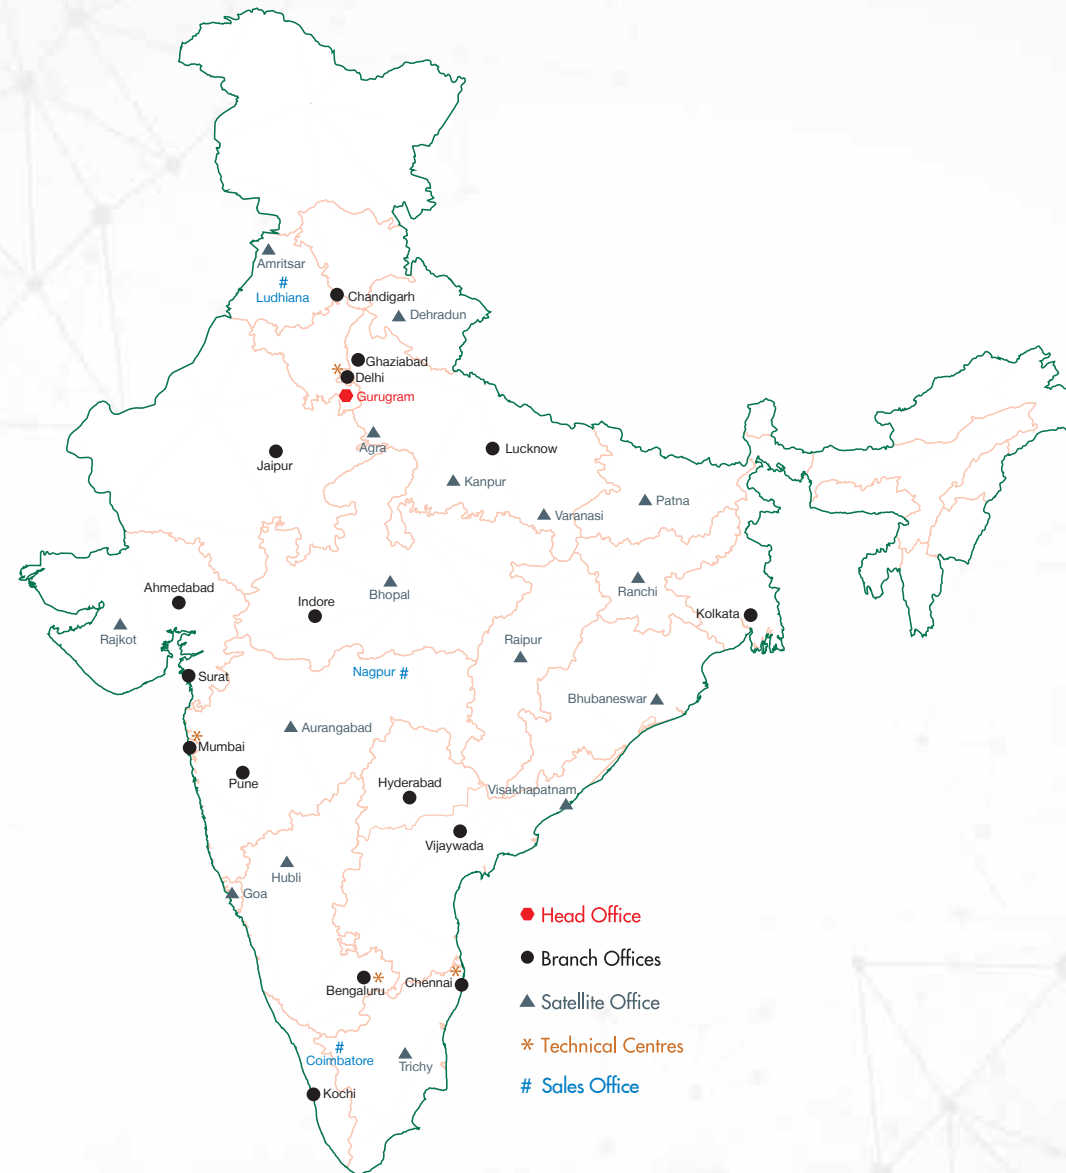 Amritsar
#
Ludhiana
Chandigarh
Dehradun
Ghaziabad
* Delhi
Gurugram
Agra
Lucknow
Jaipur
Kanpur
Patna
Varanasi
Ahmedabad
Bhopal
Indore
Ranchi
Kolkata
Rajkot
Raipur
Nagpur #
Surat
Bhubaneswar
Aurangabad
*
Mumbai
Pune
Hyderabad
Visakhapatnam
Vijaywada
Hubli
Goa
Head Office
Branch Offices
*
Chennai
Bengaluru *
Satellite Office
#
Coimbatore
Trichy
* Technical Centres
# Sales Office
Kochi